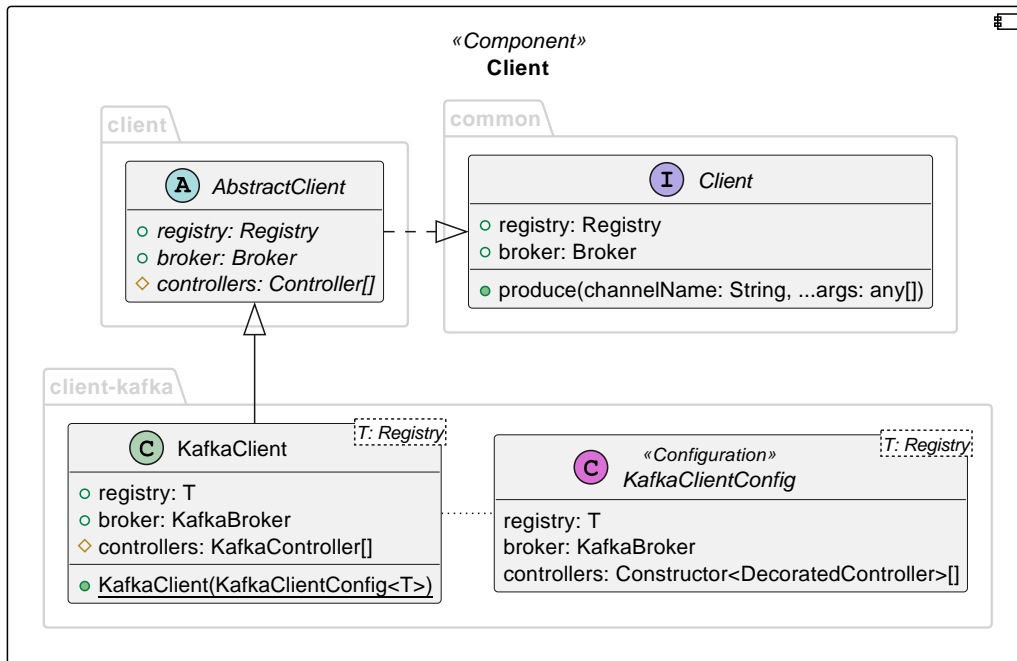 «Component»
Client
client
common
A
AbstractClient
registry: Registry
broker: Broker
controllers: Controller[]
I
Client
registry: Registry
broker: Broker
produce(channelName: String, ...args: any[])
client-kafka
C
KafkaClient
T: Registry
registry: T
broker: KafkaBroker
controllers: KafkaController[]
KafkaClient(KafkaClientConfig<T>)
C
«Configuration»
KafkaClientConfig
T: Registry
registry: T
broker: KafkaBroker
controllers: Constructor<DecoratedController>[]